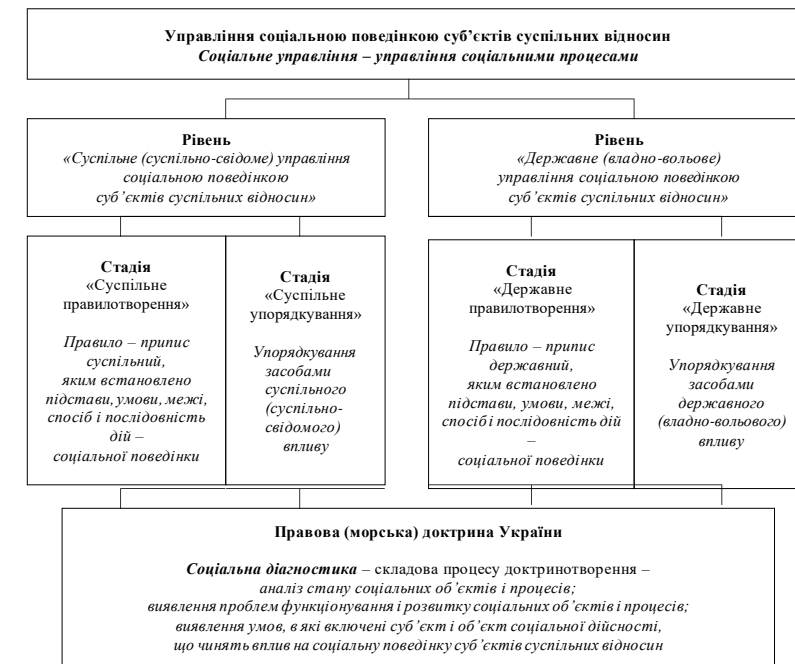 Управління соціальною поведінкою суб’єктів суспільних відносин
Соціальне управління – управління соціальними процесами
Рівень
«Суспільне (суспільно-свідоме) управління
соціальною поведінкою
суб’єктів суспільних відносин»
Рівень
«Державне (владно-вольове)
управління соціальною поведінкою
суб’єктів суспільних відносин»
Стадія
«Суспільне
правилотворення»
Правило – припис
суспільний,
яким встановлено
підстави, умови, межі,
спосіб і послідовність
дій –
соціальної поведінки
Стадія
«Суспільне
упорядкування»
Упорядкування
засобами
суспільного
(суспільно-
свідомого)
впливу
Стадія
«Державне
правилотворення»
Правило – припис
державний,
яким встановлено
підстави, умови, межі,
спосіб і послідовність дій
–
соціальної поведінки
Стадія
«Державне
упорядкування»
Упорядкування
засобами
державного
(владно-вольового)
впливу
Правова (морська) доктрина України
Соціальна діагностика – складова процесу доктринотворення –
аналіз стану соціальних об’єктів і процесів;
виявлення проблем функціонування і розвитку соціальних об’єктів і процесів;
виявлення умов, в які включені суб’єкт і об’єкт соціальної дійсності,
що чинять вплив на соціальну поведінку суб’єктів суспільних відносин